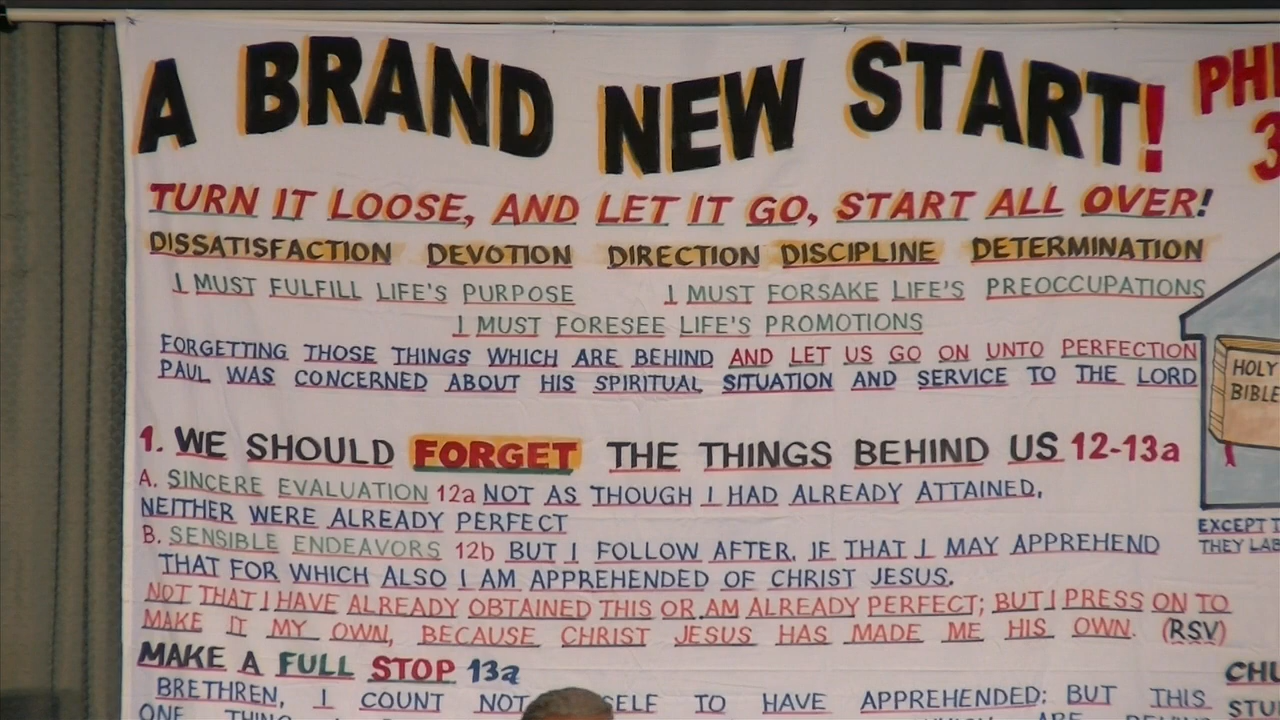 A BRAND NEW START!
TURN IT LOOSE, AND LET IT GO, START ALL OVER!
DISSATISFACTION DEVOTION DIRECTION DISCIPLINE DETERMINATION
I MUST FULFILL LIFE'S PURPOSE I MUST FORSAKE LIFE'S PREOCCUPATIONS
I MUST FORESEE LIFE'S PROMOTIONS
FORGETTING THOSE THINGS WHICH ARE BEHIND AND LET US GO ON UNTO PERFECTION
PAUL WAS CONCERNED ABOUT HIS SPIRITUAL SITUATION AND SERVICE TO THE LORD
HOLY
BIBLE
1. WE SHOULD FORGET THE THINGS BEHIND US 12-13a
A. SINCERE EVALUATION 12a NOT AS THOUGH I HAD ALREADY ATTAINED,
NEITHER WERE ALREADY PERFECT
B. SENSIBLE ENDEAVORS 12b BUT I FOLLOW AFTER, IF THAT I MAY APPREHEND
THAT FOR WHICH ALSO I AM APPREHENDED OF CHRIST JESUS.
EXCEPT
THEY
NOT THAT I HAVE ALREADY OBTAINED THIS OR AM ALREADY PERFECT; BUT I PRESS ON TO
MAKE IT MY OWN, BECAUSE CHRIST JESUS HAS MADE ME HIS OWN. (RSV)
MAKE A FULL STOP 13a
BRETHREN, I COUNT NOT TO HAVE APPREHENDED: BUT THIS
ONE